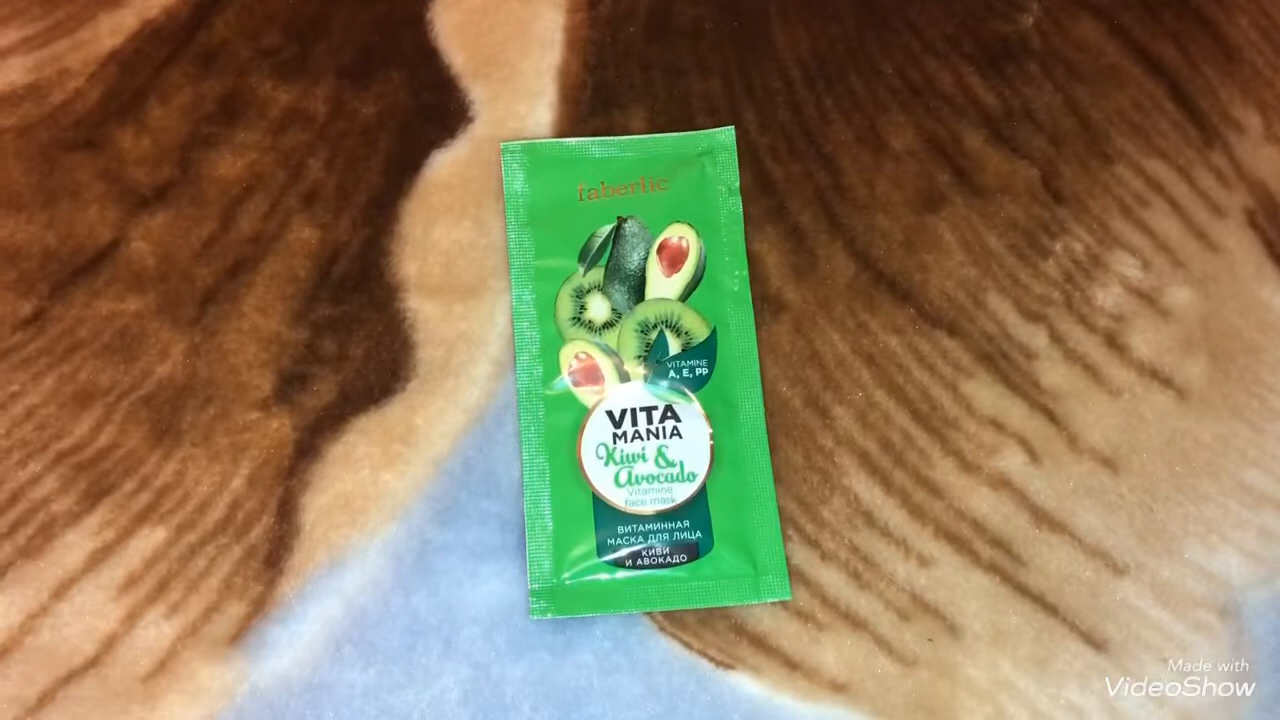 faberlic
VITAMINE
A, E, PP
VITA
MANIA
Kiwi &
Avocado
Vitamine
face mask
ВИТАМИННАЯ
МАСКА ДЛЯ ЛИЦА
КИВИ
И АВОКАДО
Made with
VideoShow